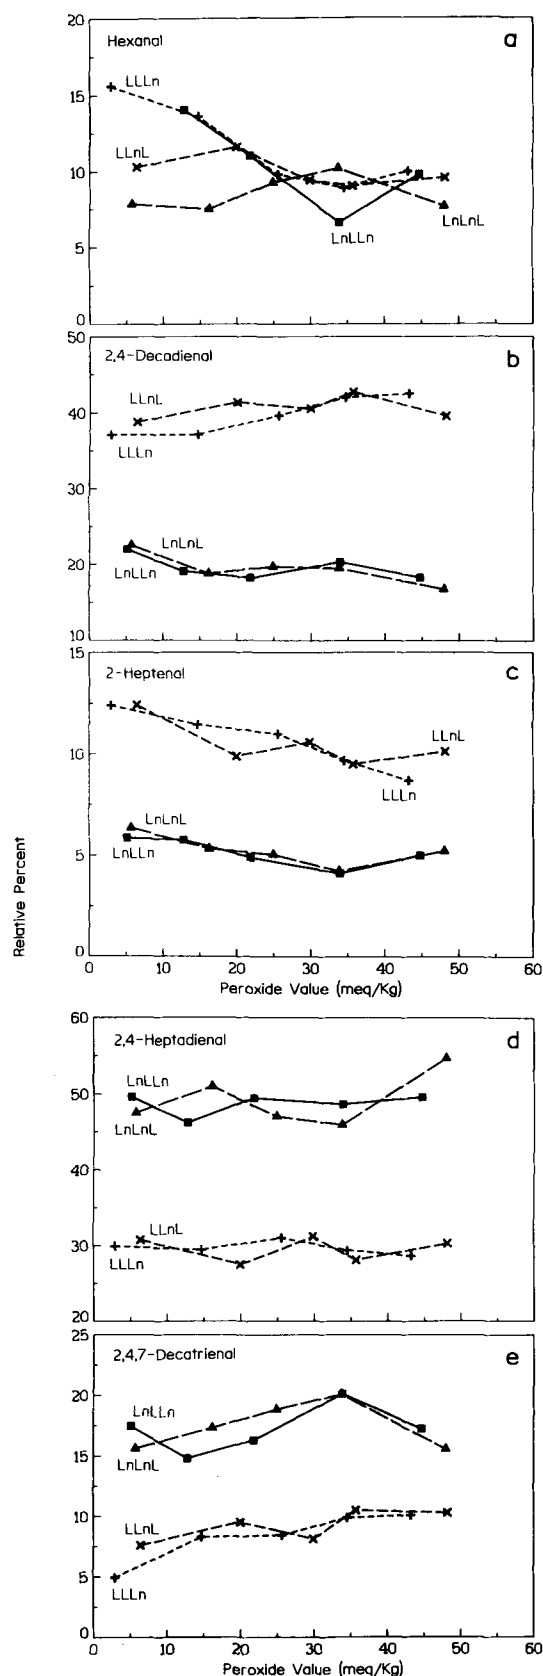 20
Hexanal
a
LLLn
15
LLnL
10
LnLnL
LnLLn
5
0
50
2,4-Decadienal
b
LLnL
40
LLLn
30
LnLnL
20
LnLLn
10
15
2-Heptenal
c
LLnL
10
LLLn
LnLnL
LnLLn
5
0
0 10 20 30 40 50 60
Peroxide Value (meq/Kg)
Relative Percent
60
2,4-Heptadienal
d
LnLLn
50
LnLnL
40
LLnL
30
LLLn
20
25
2,4,7-Decatrienal
e
20
LnLLn
15
LnLnL
10
LLnL
5
LLLn
0
0 10 20 30 40 50 60
Peroxide Value (meq/Kg)